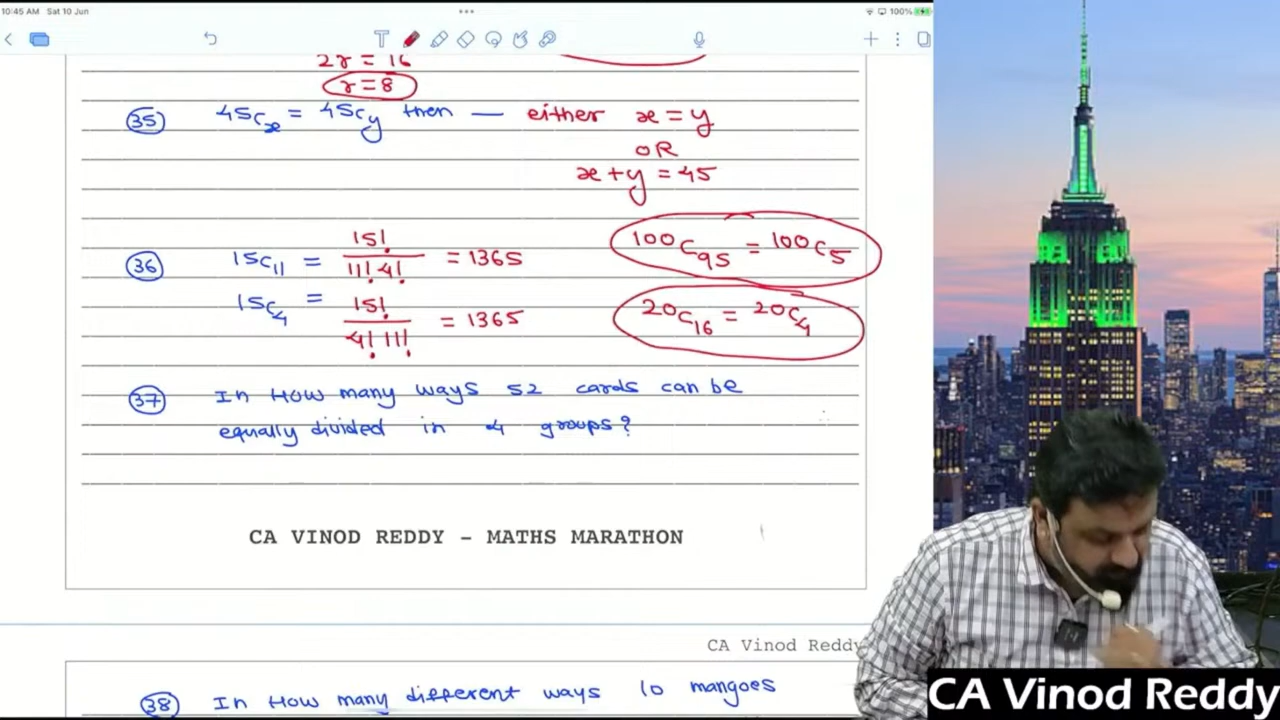 10:45 AM Sat 10 Jun
100%
2r = 16
r = 8
35 45Cx = 45Cy then — either x = y
OR
x + y = 45
36 15C11 = 15! / 11! 4! = 1365
15C4 = 15! / 4! 11! = 1365
100C95 = 100C5
20C16 = 20C4
37 In How many ways 52 cards can be
equally divided in 4 groups?
CA VINOD REDDY - MATHS MARATHON
CA Vinod Reddy
38 In How many different ways 10 mangoes
CA Vinod Reddy